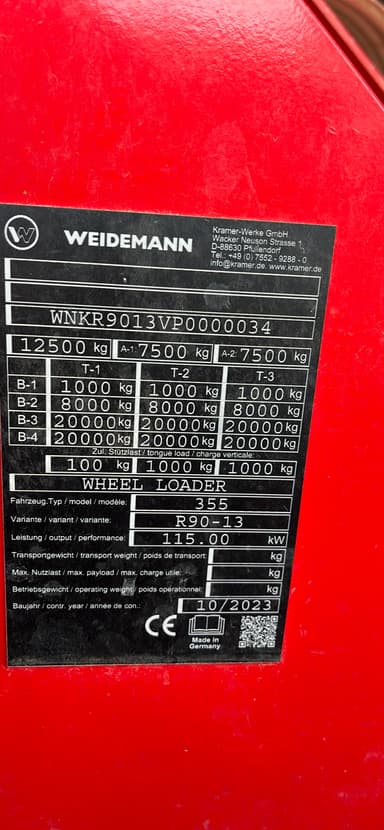 W WEIDEMANN
Kramer-Werke GmbH
Wacker Neuson Strasse 1
D-88630 Pfullendorf
Tel.: +49 (0) 7552 - 9288 - 0
info@kramer.de www.kramer.de
WNKR9013VP0000034
12500 kg A-1: 7500 kg A-2: 7500 kg
T-1 T-2 T-3
B-1 1000 kg 1000 kg 1000 kg
B-2 8000 kg 8000 kg 8000 kg
B-3 20000 kg 20000 kg 20000 kg
B-4 20000 kg 20000 kg 20000 kg
Zul. Stützlast / tongue load / charge verticale:
100 kg 1000 kg 1000 kg
WHEEL LOADER
Fahrzeug.Typ / model / modéle: 355
Variante / variant / variante: R90-13
Leistung / output / performance: 115.00 kW
Transportgewicht / transport weight / poids de transport: kg
Max. Nutzlast / max. payload / max. charge utile: kg
Betriebsgewicht / operating weight / poids opérationnel: kg
Baujahr / contr. year / année de con.: 10/2023
CE
Made in
Germany